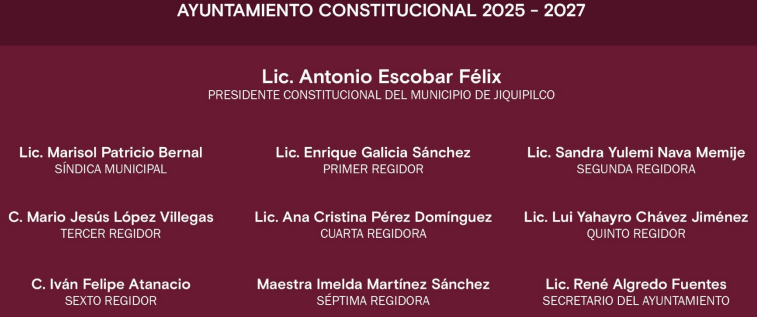 AYUNTAMIENTO CONSTITUCIONAL 2025 - 2027
Lic. Antonio Escobar Félix
PRESIDENTE CONSTITUCIONAL DEL MUNICIPIO DE JIQUIPILCO
Lic. Marisol Patricio Bernal
SÍNDICA MUNICIPAL
Lic. Enrique Galicia Sánchez
PRIMER REGIDOR
Lic. Sandra Yulemi Nava Memije
SEGUNDA REGIDORA
C. Mario Jesús López Villegas
TERCER REGIDOR
Lic. Ana Cristina Pérez Domínguez
CUARTA REGIDORA
Lic. Lui Yahayro Chávez Jiménez
QUINTO REGIDOR
C. Iván Felipe Atanacio
SEXTO REGIDOR
Maestra Imelda Martínez Sánchez
SÉPTIMA REGIDORA
Lic. René Algredo Fuentes
SECRETARIO DEL AYUNTAMIENTO